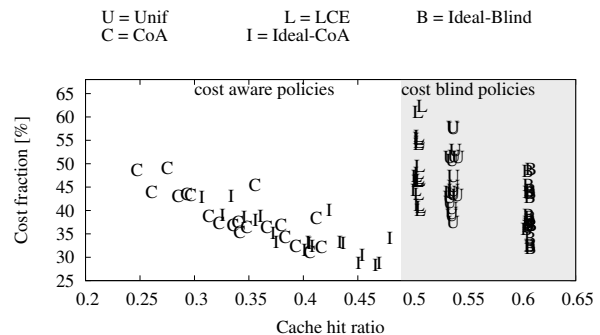 U = Unif L = LCE B = Ideal-Blind
C = CoA I = Ideal-CoA
cost aware policies cost blind policies
Cost fraction [%]
65
60
55
50
45
40
35
30
25
0.2 0.25 0.3 0.35 0.4 0.45 0.5 0.55 0.6 0.65
Cache hit ratio